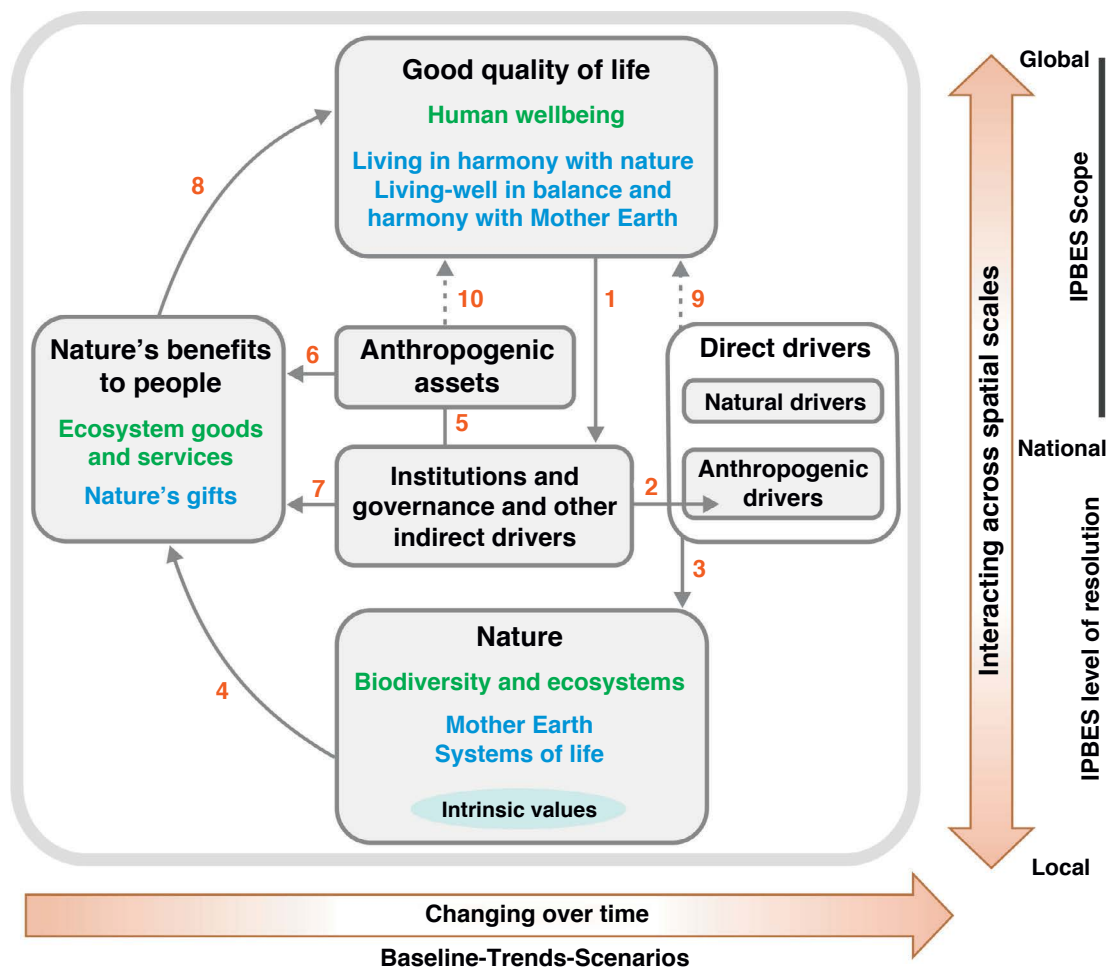 Good quality of life
Human wellbeing
Living in harmony with nature
Living-well in balance and
harmony with Mother Earth
8
10
1
9
Nature’s benefits
to people
Ecosystem goods
and services
Nature’s gifts
6
Anthropogenic
assets
5
Direct drivers
Natural drivers
Anthropogenic
drivers
7
Institutions and
governance and other
indirect drivers
2
3
4
Nature
Biodiversity and ecosystems
Mother Earth
Systems of life
Intrinsic values
Global
National
Local
Interacting across spatial scales
IPBES Scope
IPBES level of resolution
Changing over time
Baseline-Trends-Scenarios